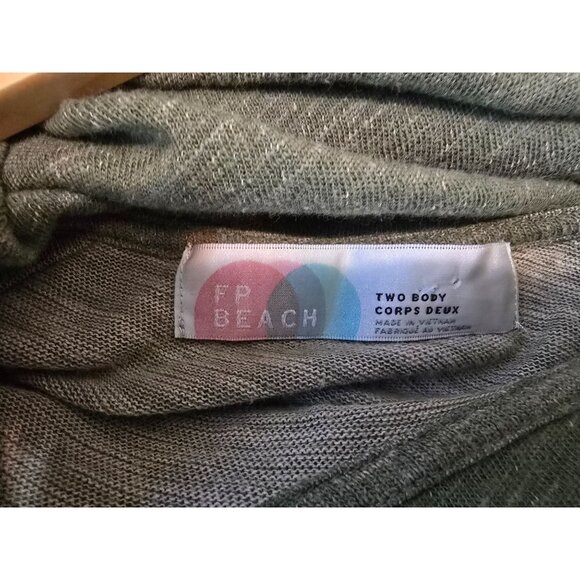 FP
BEACH
TWO BODY
CORPS DEUX
MADE IN VIETNAM
FABRIQUÉ AU VIETNAM